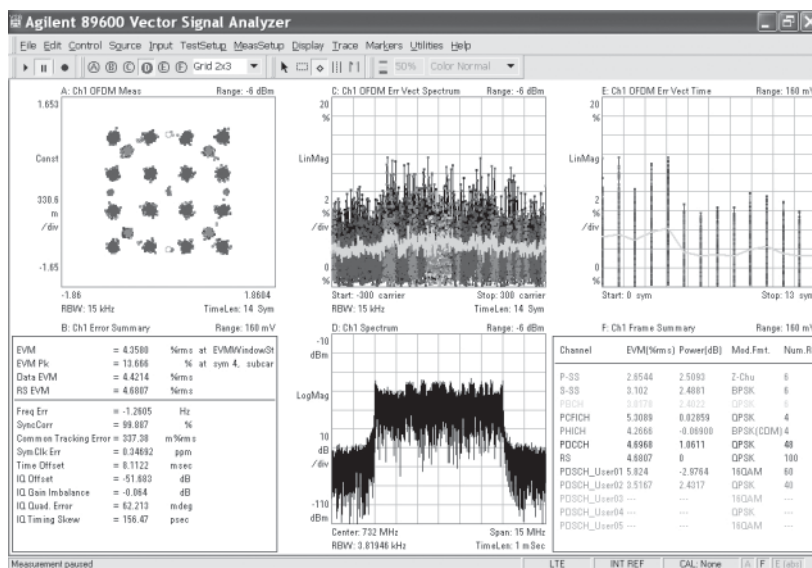 Agilent 89600 Vector Signal Analyzer
File Edit Control Source Input TestSetup MeasSetup Display Trace Markers Utilities Help
A B C D E F Grid 2x3 50% Color Normal
A: Ch1 OFDM Meas Range: -6 dBm
1.653
Const
330.6
m
/div
-1.65
-1.86 1.8604
RBW: 15 kHz TimeLen: 14 Sym
C: Ch1 OFDM Err Vect Spectrum Range: -6 dBm
20
%
LinMag
2
%
/div
0
%
Start: -300 carrier Stop: 300 carrier
RBW: 15 kHz TimeLen: 14 Sym
E: Ch1 OFDM Err Vect Time Range: 160 mV
20
%
LinMag
2
%
/div
0
%
Start: 0 sym Stop: 13 sym
B: Ch1 Error Summary Range: 160 mV
EVM = 4.3580 %rms at EVMWindowSt
EVM Pk = 13.666 % at sym 4, subcar
Data EVM = 4.4214 %rms
RS EVM = 4.6807 %rms
Freq Err = -1.2605 Hz
SyncCorr = 99.887 %
Common Tracking Error = 337.38 m%rms
SymClk Err = 0.34692 ppm
Time Offset = 8.1122 msec
IQ Offset = -51.683 dB
IQ Gain Imbalance = -0.064 dB
IQ Quad. Error = 62.213 mdeg
IQ Timing Skew = 156.47 psec
D: Ch1 Spectrum Range: -6 dBm
-10
dBm
LogMag
10
dB
/div
-110
dBm
Center: 732 MHz Span: 15 MHz
RBW: 3.81946 kHz TimeLen: 1 mSec
F: Ch1 Frame Summary Range: 160 mV
Channel EVM(%rms) Power(dB) Mod.Fmt. Num.R
P-SS 2.6544 2.5093 Z-Chu 6
S-SS 3.102 2.4881 BPSK 6
PBCH 2.4022 QPSK 6
PCFICH 5.3089 0.02859 QPSK 4
PHICH 4.2666 -0.06900 BPSK(CDM) 4
PDCCH 4.6968 1.0611 QPSK 48
RS 4.6807 0 QPSK 100
PDSCH_User01 5.824 -2.9764 16QAM 60
PDSCH_User02 3.5167 2.4317 QPSK 40
PDSCH_User03 --- --- 16QAM ---
PDSCH_User04 --- --- QPSK ---
PDSCH_User05 --- --- 16QAM ---
Measurement paused LTE INT REF CAL: None A F E (abs)